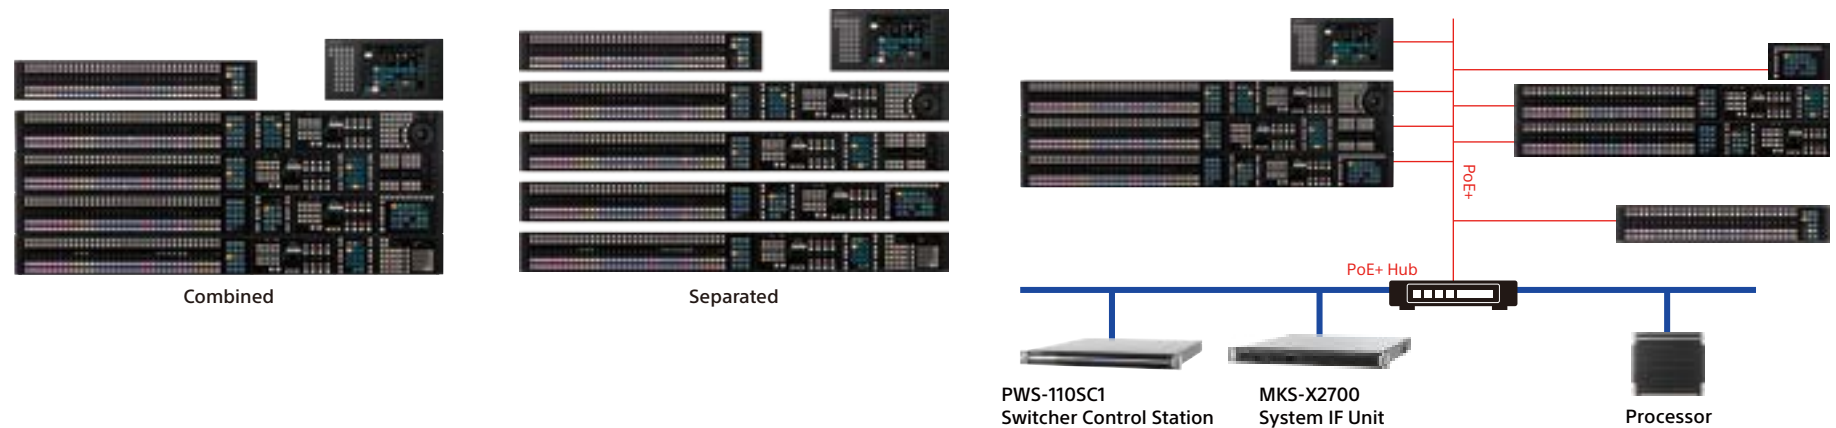 Combined
Separated
PoE+
PoE+ Hub
PWS-110SC1
Switcher Control Station
MKS-X2700
System IF Unit
Processor